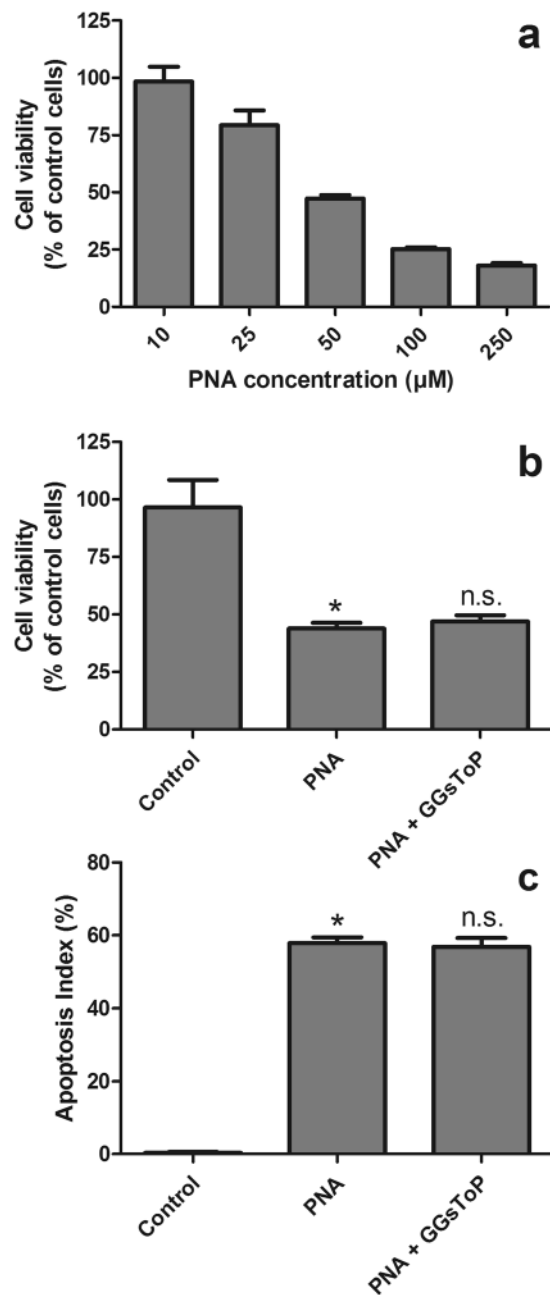 a
Cell viability
(% of control cells)
125
100
75
50
25
0
10
25
50
100
250
PNA concentration (µM)
b
Cell viability
(% of control cells)
125
100
75
50
25
0
*
n.s.
Control
PNA
PNA + GGsToP
c
Apoptosis Index (%)
80
60
40
20
0
*
n.s.
Control
PNA
PNA + GGsToP